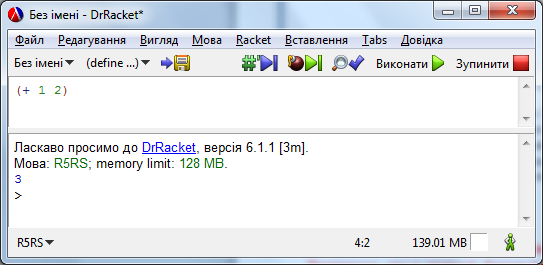 Без імені - DrRacket*
Файл Редагування Вигляд Мова Racket Вставлення Tabs Довідка
Без імені (define ...) Виконати Зупинити
(+ 1 2)
Ласкаво просимо до DrRacket, версія 6.1.1 [3m].
Мова: R5RS; memory limit: 128 MB.
3
>
R5RS 4:2 139.01 MB